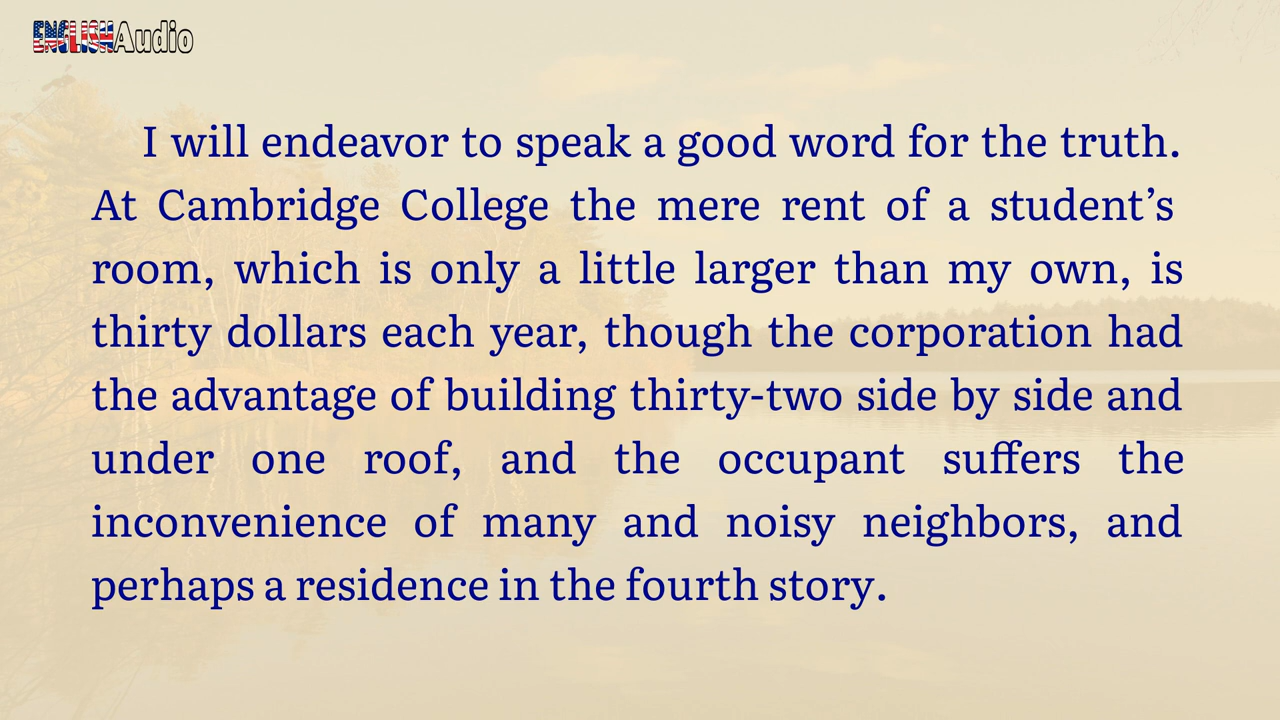 ENGLISHAudio
I will endeavor to speak a good word for the truth.
At Cambridge College the mere rent of a student’s
room, which is only a little larger than my own, is
thirty dollars each year, though the corporation had
the advantage of building thirty-two side by side and
under one roof, and the occupant suffers the
inconvenience of many and noisy neighbors, and
perhaps a residence in the fourth story.